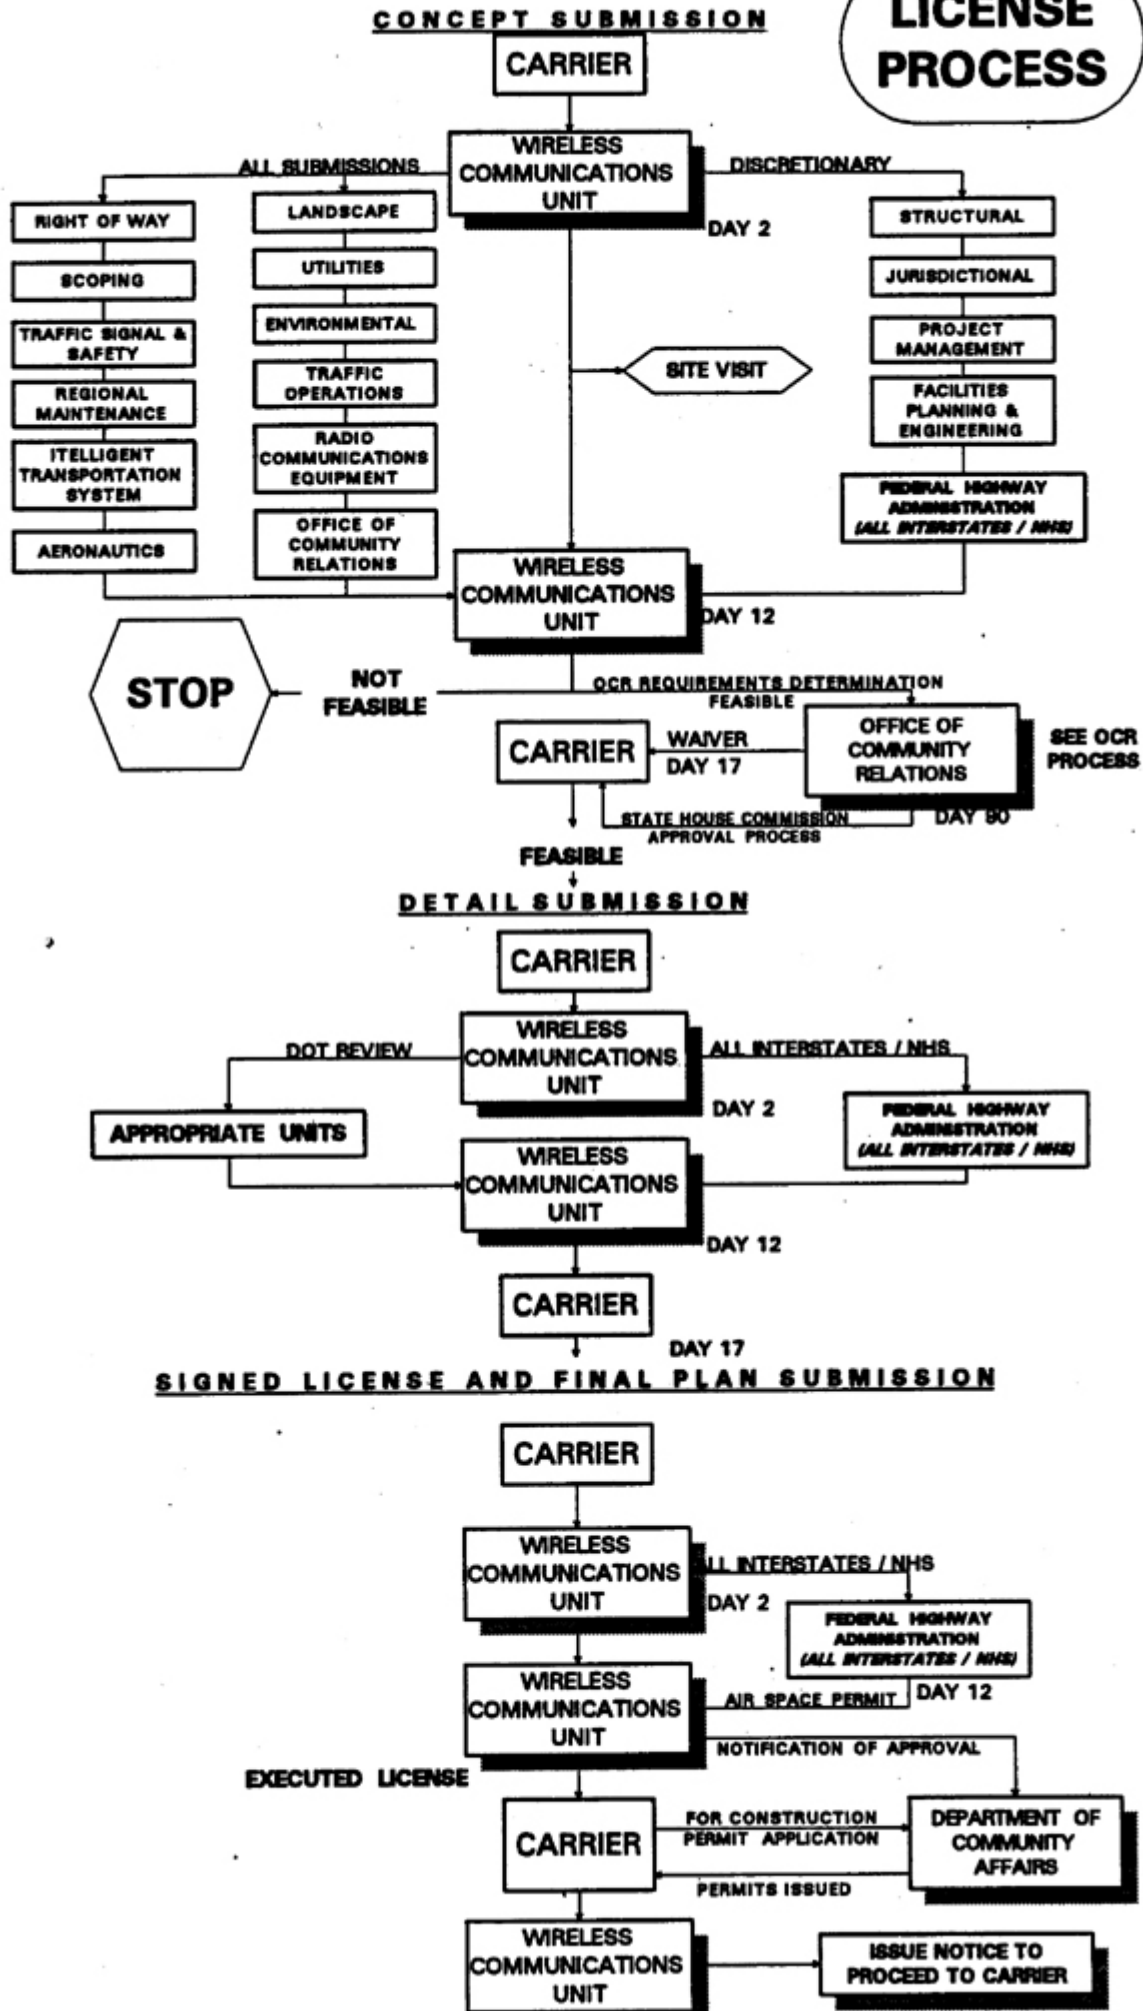 CONCEPT SUBMISSION
LICENSE
PROCESS
CARRIER
WIRELESS
COMMUNICATIONS
UNIT
ALL SUBMISSIONS
DISCRETIONARY
DAY 2
RIGHT OF WAY
SCOPING
TRAFFIC SIGNAL &
SAFETY
REGIONAL
MAINTENANCE
ITELLIGENT
TRANSPORTATION
SYSTEM
AERONAUTICS
LANDSCAPE
UTILITIES
ENVIRONMENTAL
TRAFFIC
OPERATIONS
RADIO
COMMUNICATIONS
EQUIPMENT
OFFICE OF
COMMUNITY
RELATIONS
SITE VISIT
STRUCTURAL
JURISDICTIONAL
PROJECT
MANAGEMENT
FACILITIES
PLANNING &
ENGINEERING
FEDERAL HIGHWAY
ADMINISTRATION
(ALL INTERSTATES / NHS)
WIRELESS
COMMUNICATIONS
UNIT
DAY 12
STOP
NOT
FEASIBLE
OCR REQUIREMENTS DETERMINATION
FEASIBLE
CARRIER
WAIVER
DAY 17
OFFICE OF
COMMUNITY
RELATIONS
SEE OCR
PROCESS
STATE HOUSE COMMISSION
APPROVAL PROCESS
DAY 90
FEASIBLE
DETAIL SUBMISSION
CARRIER
WIRELESS
COMMUNICATIONS
UNIT
DOT REVIEW
ALL INTERSTATES / NHS
DAY 2
APPROPRIATE UNITS
FEDERAL HIGHWAY
ADMINISTRATION
(ALL INTERSTATES / NHS)
WIRELESS
COMMUNICATIONS
UNIT
DAY 12
CARRIER
DAY 17
SIGNED LICENSE AND FINAL PLAN SUBMISSION
CARRIER
WIRELESS
COMMUNICATIONS
UNIT
ALL INTERSTATES / NHS
DAY 2
FEDERAL HIGHWAY
ADMINISTRATION
(ALL INTERSTATES / NHS)
WIRELESS
COMMUNICATIONS
UNIT
AIR SPACE PERMIT
DAY 12
NOTIFICATION OF APPROVAL
EXECUTED LICENSE
CARRIER
FOR CONSTRUCTION
PERMIT APPLICATION
DEPARTMENT OF
COMMUNITY
AFFAIRS
PERMITS ISSUED
WIRELESS
COMMUNICATIONS
UNIT
ISSUE NOTICE TO
PROCEED TO CARRIER